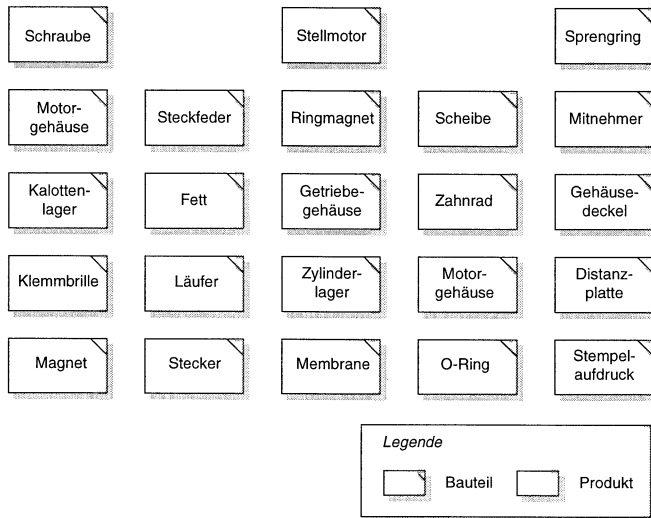 Schraube
Stellmotor
Sprengring
Motor-
gehäuse
Steckfeder
Ringmagnet
Scheibe
Mitnehmer
Kalotten-
lager
Fett
Getriebe-
gehäuse
Zahnrad
Gehäuse-
deckel
Klemmbrille
Läufer
Zylinder-
lager
Motor-
gehäuse
Distanz-
platte
Magnet
Stecker
Membrane
O-Ring
Stempel-
aufdruck
Legende
Bauteil
Produkt